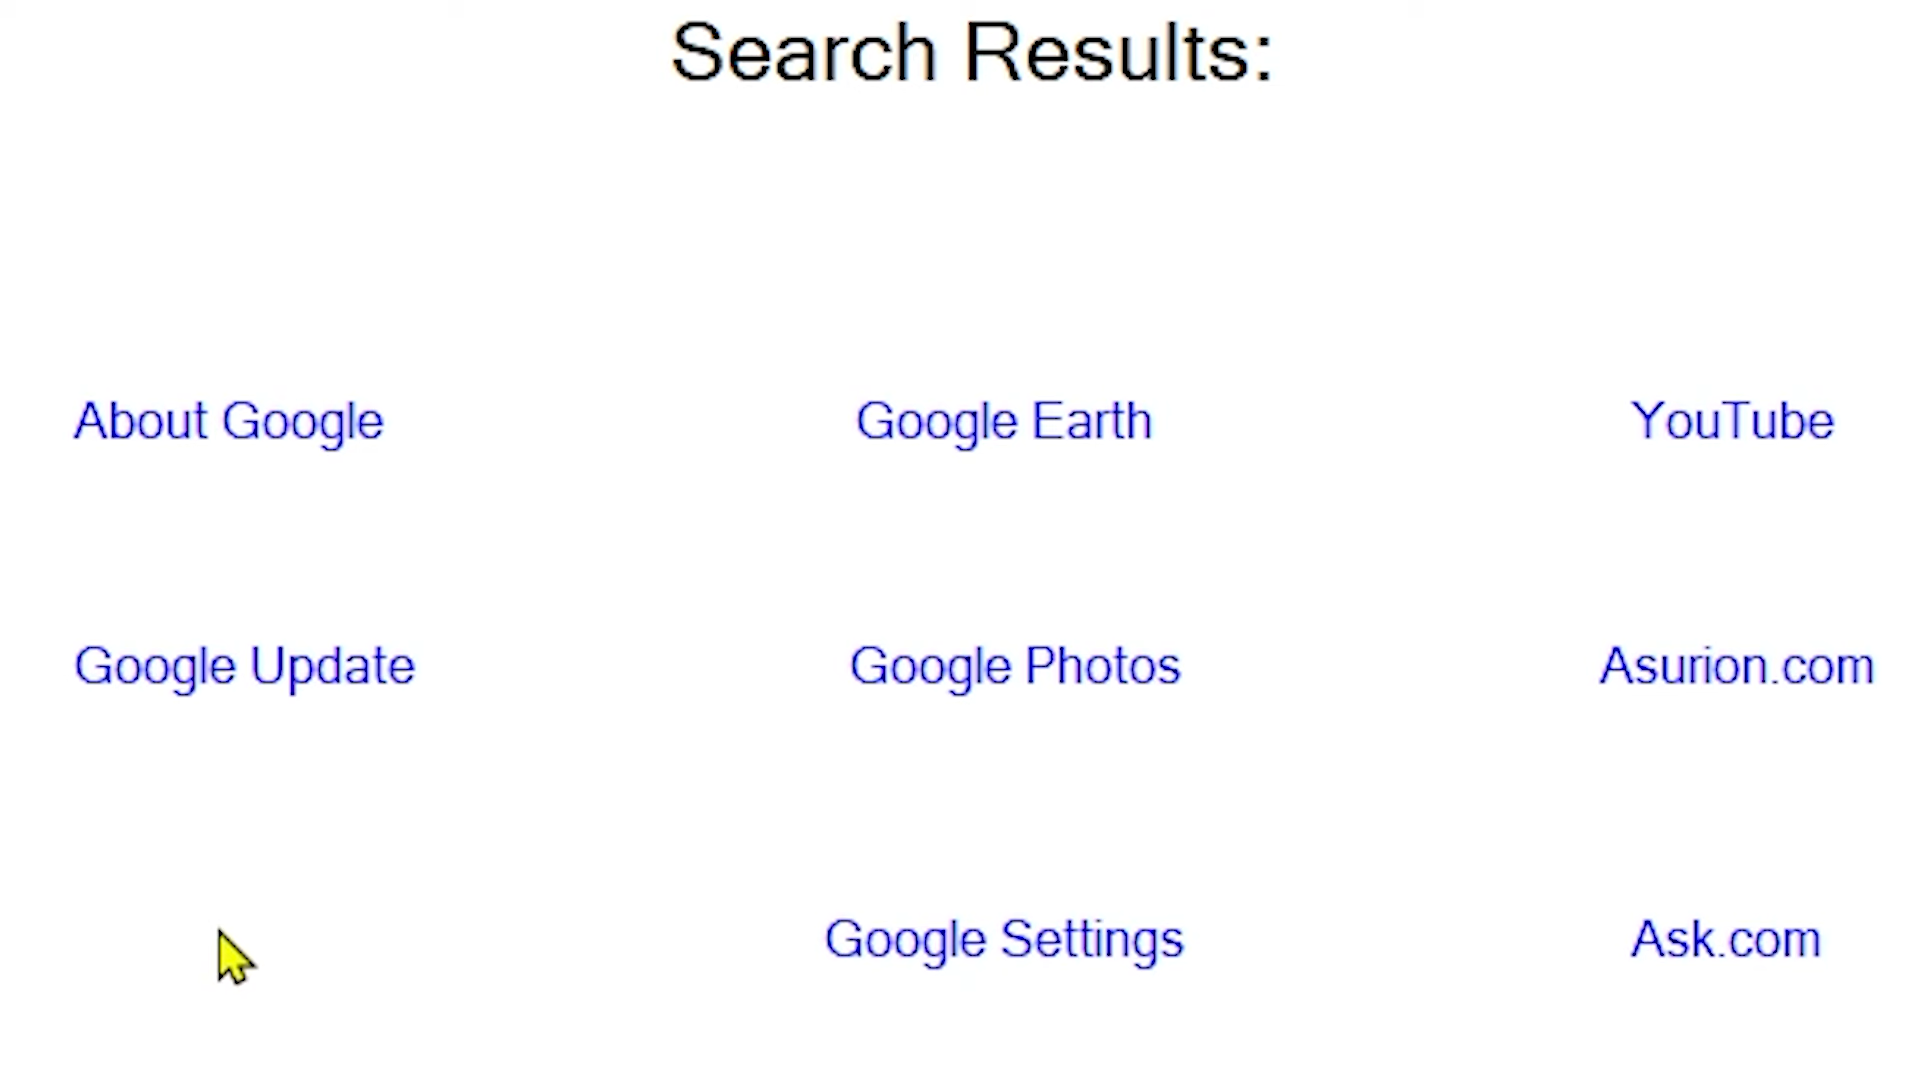 Search Results:
About Google
Google Earth
YouTube
Google Update
Google Photos
Asurion.com
Google Settings
Ask.com